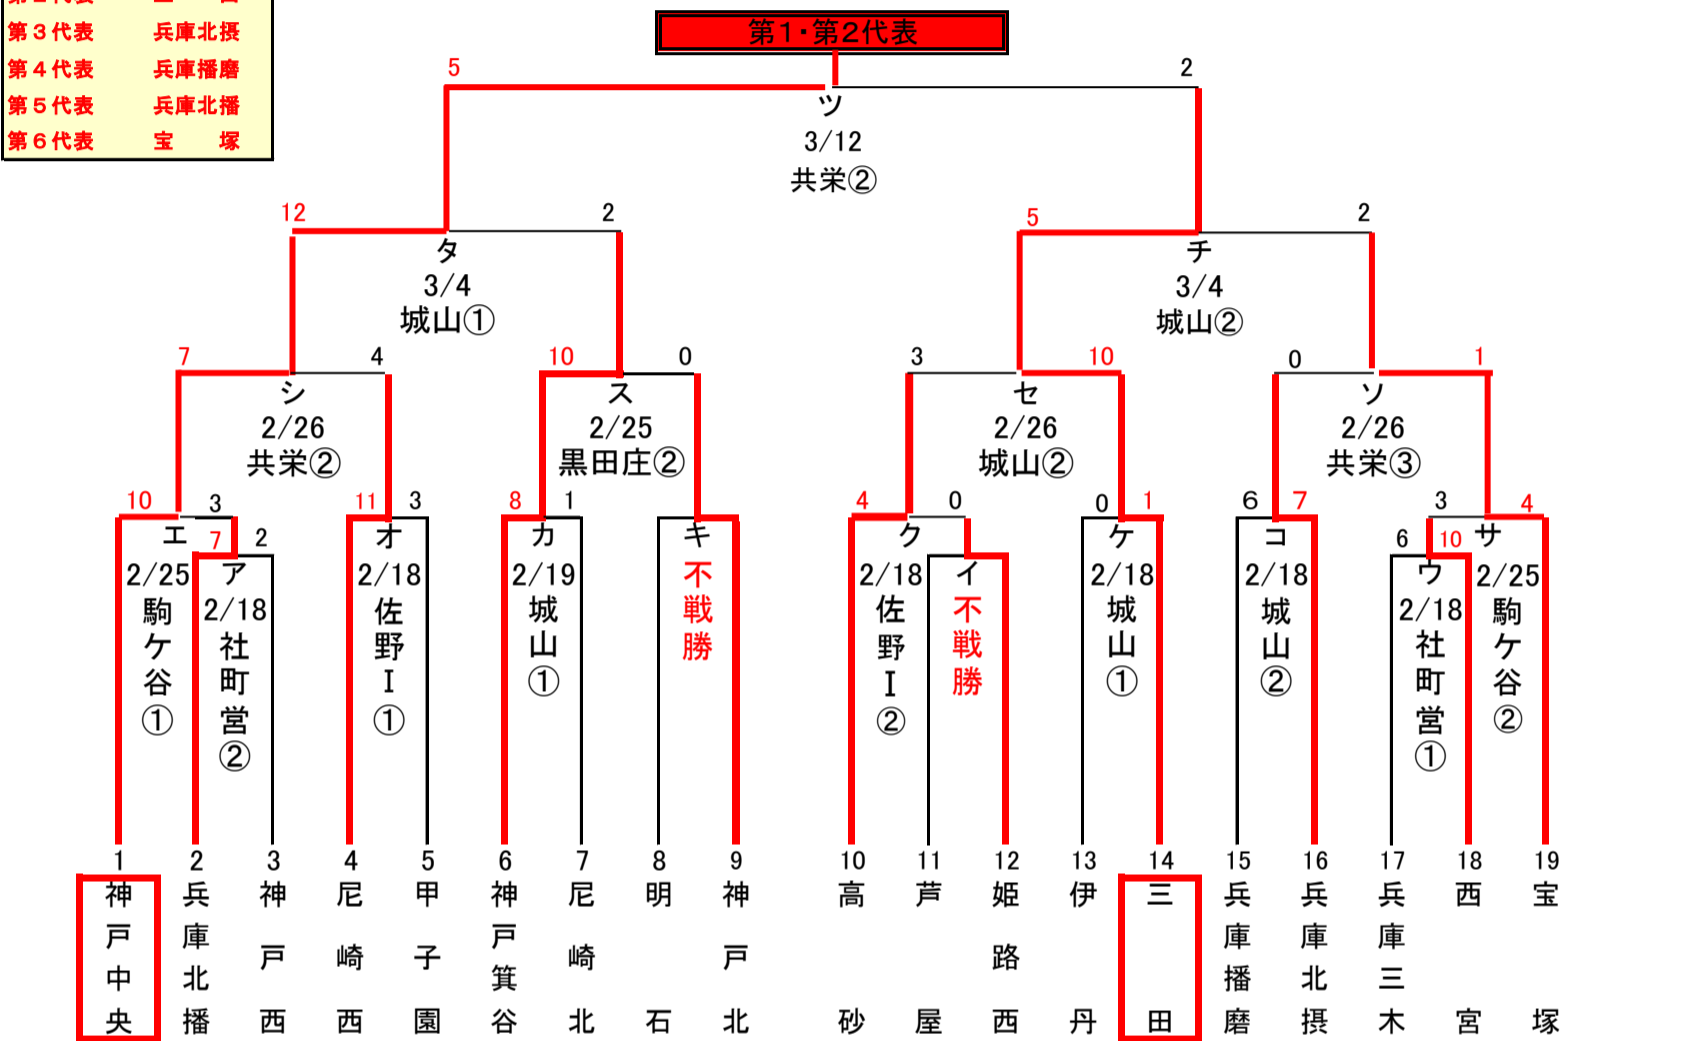 第1・第2代表
第3代表 兵庫北摂
第4代表 兵庫播磨
第5代表 兵庫北播
第6代表 宝 塚
5 2
ツ
3/12
共栄②
12 2 5 2
タ チ
3/4 3/4
城山① 城山②
7 4 10 0 3 10 0 1
シ ス セ ソ
2/26 2/25 2/26 2/26
共栄② 黒田庄② 城山② 共栄③
10 3 11 3 8 1 4 0 0 1 6 7 3 4
エ オ カ キ ク ケ コ サ
7 2 6 10
ア イ ウ
2/25
駒ケ谷①
2/18
社町営②
2/18
佐野Ⅰ①
2/19
城山①
不戦勝
2/18
佐野Ⅰ②
不戦勝
2/18
城山①
2/18
城山②
2/18
社町営①
2/25
駒ケ谷②
1 2 3 4 5 6 7 8 9 10 11 12 13 14 15 16 17 18 19
神戸中央
兵庫北播
神戸西
尼崎西
甲子園
神戸箕谷
尼崎北
明石
神戸北
高砂
芦屋
姫路西
伊丹
三田
兵庫播磨
兵庫北摂
兵庫三木
西宮
宝塚